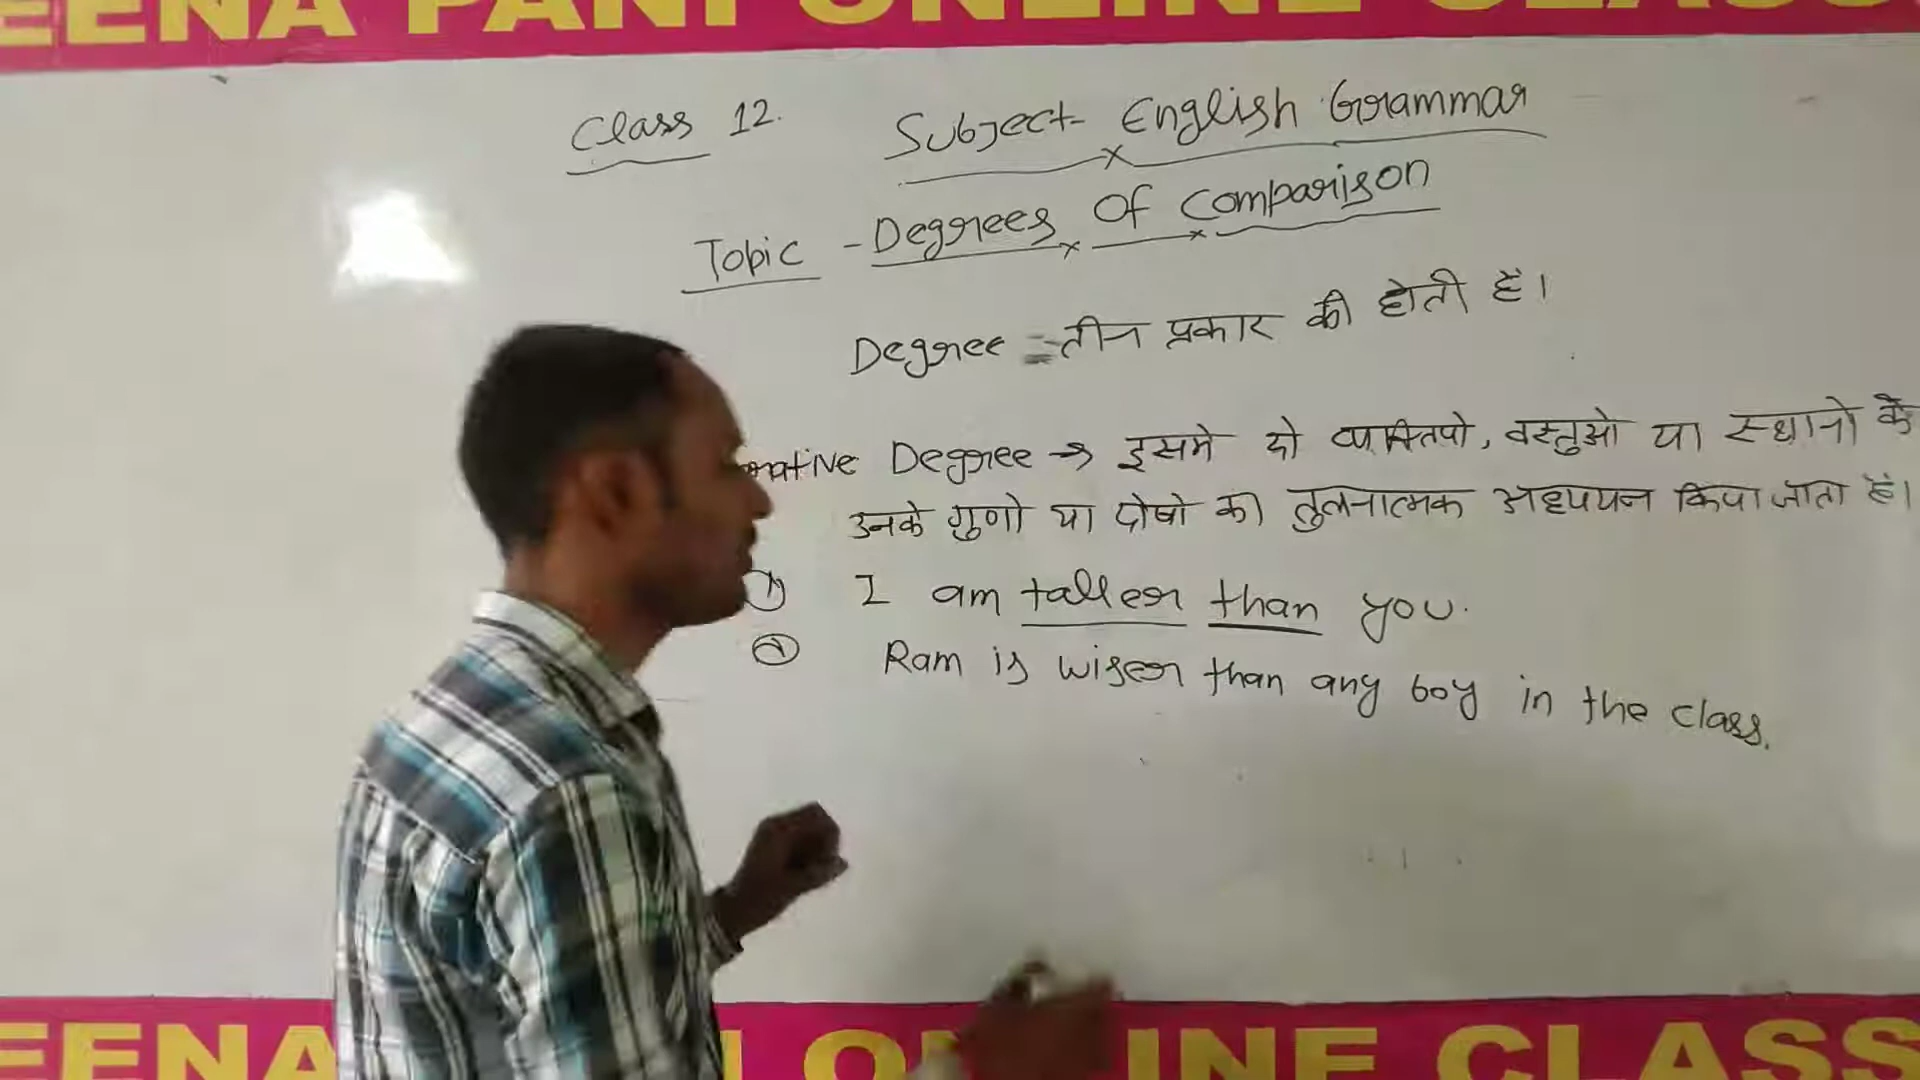 EENA PANI ONLINE CLASS
Class 12.
Subject- English Grammar
Topic - Degrees Of Comparison
Degree = तीन प्रकार की होती हैं।
rative Degree → इसमे दो व्यक्तियो, वस्तुओ या स्थानो के
उनके गुणो या दोषो का तुलनात्मक अध्ययन किया जाता है।
① I am taller than you.
② Ram is wiser than any boy in the class.
EENA I ONLINE CLASS